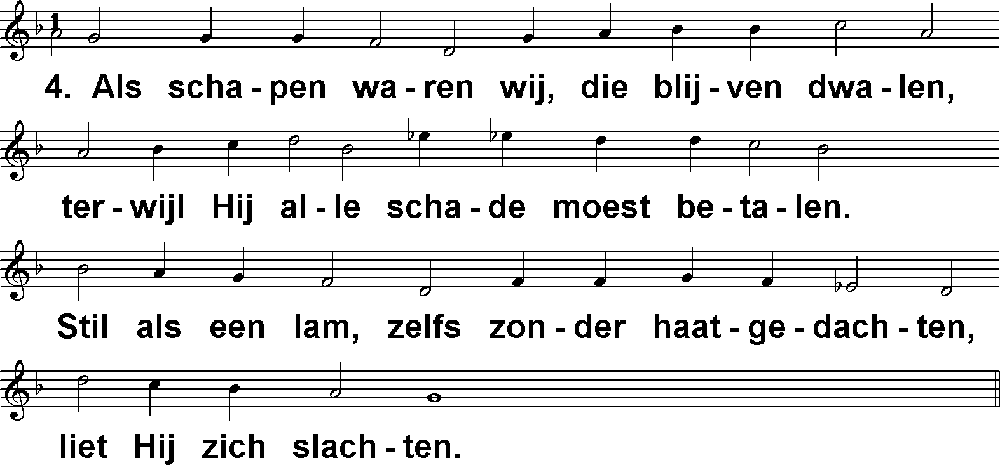 1
4. Als scha - pen wa - ren wij, die blij - ven dwa - len,
ter - wijl Hij al - le scha - de moest be - ta - len.
Stil als een lam, zelfs zon - der haat - ge - dach - ten,
liet Hij zich slach - ten.